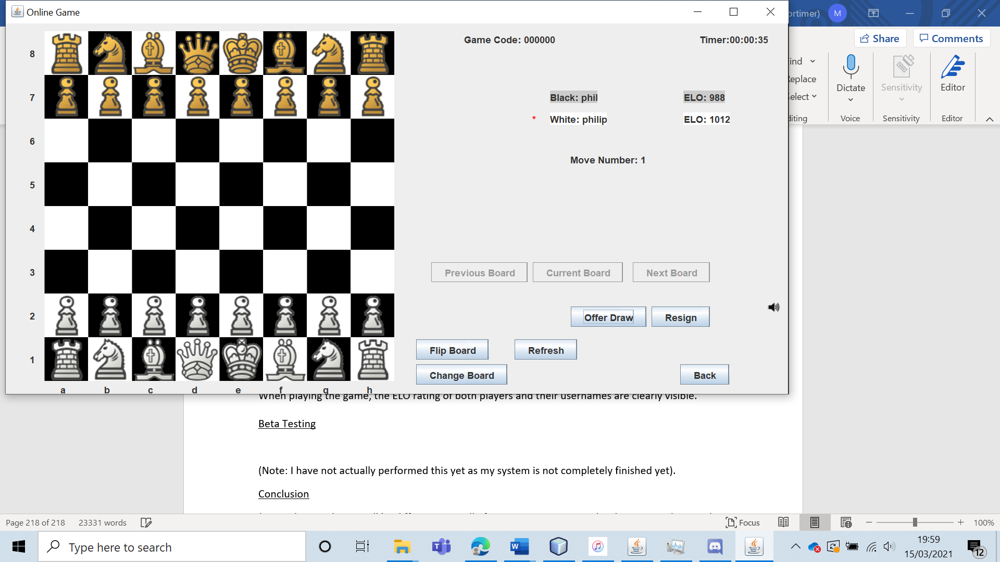 Online Game
ortimer)
M
Game Code: 000000
Timer:00:00:35
Share
Comments
8
ind
Replace
Select
Dictate
Sensitivity
Editor
7
Black: phil
ELO: 988
* White: philip
ELO: 1012
diting
Voice
Sensitivity
Editor
6
Move Number: 1
5
4
3
Previous Board
Current Board
Next Board
2
Offer Draw
Resign
1
Flip Board
Refresh
Change Board
Back
a b c d e f g h
When playing the game, the ELO rating of both players and their usernames are clearly visible.
Beta Testing
(Note: I have not actually performed this yet as my system is not completely finished yet).
Conclusion
Page 218 of 218
23331 words
Focus
100%
Type here to search
W
19:59
15/03/2021
12